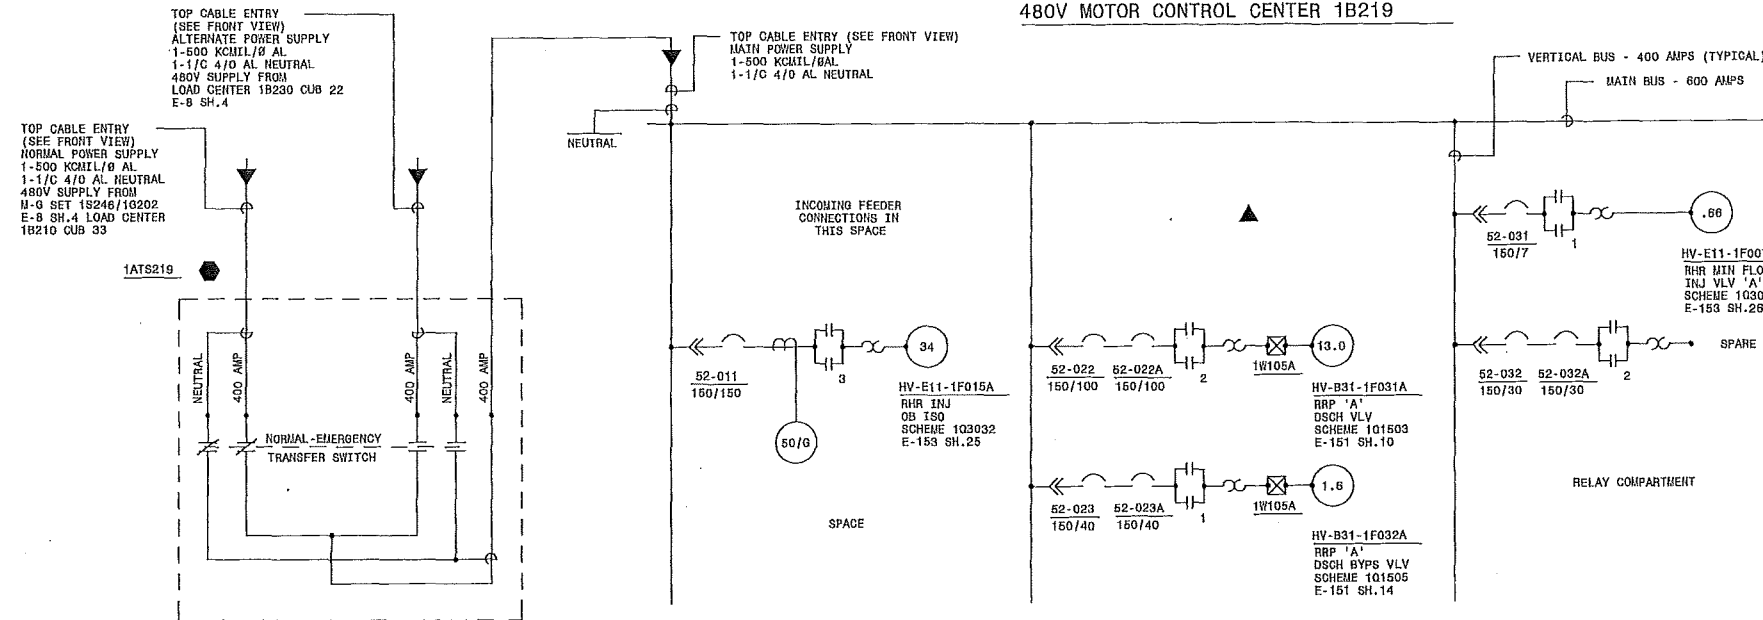 480V MOTOR CONTROL CENTER 1B219
TOP CABLE ENTRY
(SEE FRONT VIEW)
ALTERNATE POWER SUPPLY
1-500 KCMIL/Ø AL
1-1/C 4/0 AL NEUTRAL
480V SUPPLY FROM
LOAD CENTER 1B230 CUB 22
E-8 SH.4
TOP CABLE ENTRY
(SEE FRONT VIEW)
NORMAL POWER SUPPLY
1-500 KCMIL/Ø AL
1-1/C 4/0 AL NEUTRAL
480V SUPPLY FROM
M-G SET 1S246/1G202
E-8 SH.4 LOAD CENTER
1B210 CUB 33
1ATS219
NEUTRAL
400 AMP
400 AMP
NEUTRAL
400 AMP
NORMAL-EMERGENCY
TRANSFER SWITCH
TOP CABLE ENTRY (SEE FRONT VIEW)
MAIN POWER SUPPLY
1-500 KCMIL/ØAL
1-1/C 4/0 AL NEUTRAL
NEUTRAL
VERTICAL BUS - 400 AMPS (TYPICAL)
MAIN BUS - 600 AMPS
INCOMING FEEDER
CONNECTIONS IN
THIS SPACE
52-011
150/150
3
34
50/G
HV-E11-1F015A
RHR INJ
OB ISO
SCHEME 1Q3032
E-153 SH.25
SPACE
52-022
150/100
52-022A
150/100
2
1W105A
13.0
HV-B31-1F031A
RRP 'A'
DSCH VLV
SCHEME 1Q1503
E-151 SH.10
52-023
150/40
52-023A
150/40
1
1W105A
1.6
HV-B31-1F032A
RRP 'A'
DSCH BYPS VLV
SCHEME 1Q1505
E-151 SH.14
52-031
150/7
1
.66
HV-E11-1F00
RHR MIN FLO
INJ VLV 'A'
SCHEME 1Q30
E-153 SH.26
52-032
150/30
52-032A
150/30
2
SPARE
RELAY COMPARTMENT